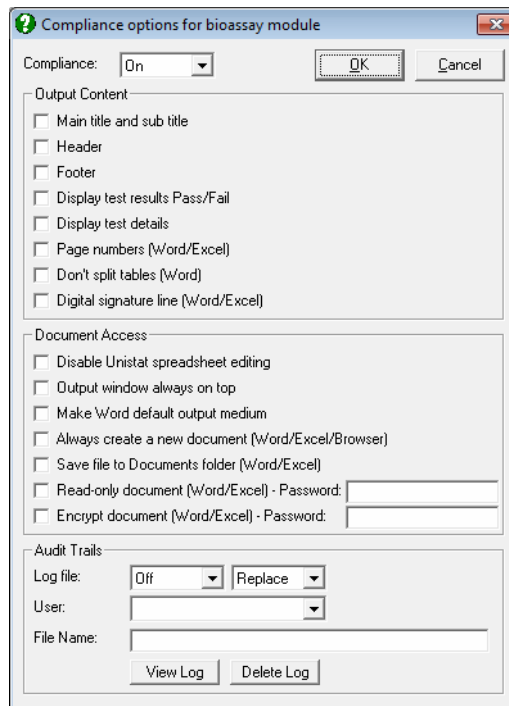 Compliance options for bioassay module
Compliance: On OK Cancel
Output Content
Main title and sub title
Header
Footer
Display test results Pass/Fail
Display test details
Page numbers (Word/Excel)
Don't split tables (Word)
Digital signature line (Word/Excel)
Document Access
Disable Unistat spreadsheet editing
Output window always on top
Make Word default output medium
Always create a new document (Word/Excel/Browser)
Save file to Documents folder (Word/Excel)
Read-only document (Word/Excel) - Password:
Encrypt document (Word/Excel) - Password:
Audit Trails
Log file: Off Replace
User:
File Name:
View Log Delete Log